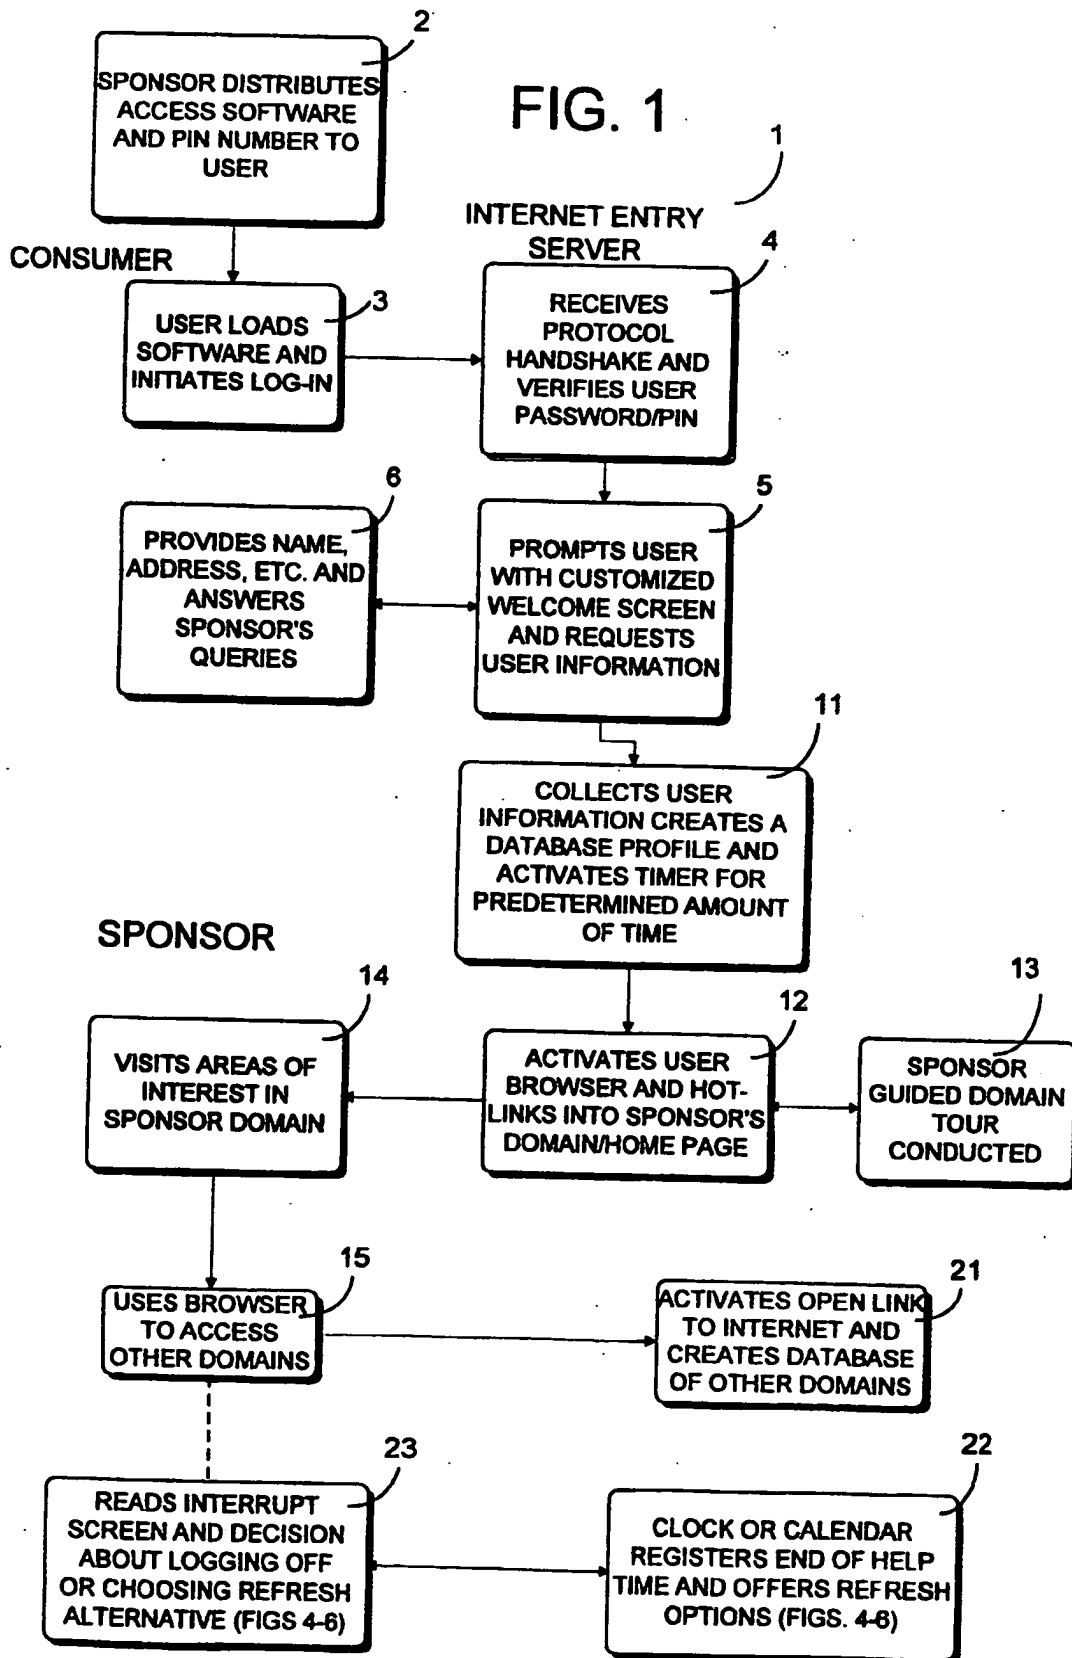 2
SPONSOR DISTRIBUTES
ACCESS SOFTWARE
AND PIN NUMBER TO
USER
FIG. 1
1
CONSUMER
INTERNET ENTRY
SERVER
3
USER LOADS
SOFTWARE AND
INITIATES LOG-IN
4
RECEIVES
PROTOCOL
HANDSHAKE AND
VERIFIES USER
PASSWORD/PIN
6
PROVIDES NAME,
ADDRESS, ETC. AND
ANSWERS
SPONSOR'S
QUERIES
5
PROMPTS USER
WITH CUSTOMIZED
WELCOME SCREEN
AND REQUESTS
USER INFORMATION
11
COLLECTS USER
INFORMATION CREATES A
DATABASE PROFILE AND
ACTIVATES TIMER FOR
PREDETERMINED AMOUNT
OF TIME
SPONSOR
14
VISITS AREAS OF
INTEREST IN
SPONSOR DOMAIN
12
ACTIVATES USER
BROWSER AND HOT-
LINKS INTO SPONSOR'S
DOMAIN/HOME PAGE
13
SPONSOR
GUIDED DOMAIN
TOUR
CONDUCTED
15
USES BROWSER
TO ACCESS
OTHER DOMAINS
21
ACTIVATES OPEN LINK
TO INTERNET AND
CREATES DATABASE
OF OTHER DOMAINS
23
READS INTERRUPT
SCREEN AND DECISION
ABOUT LOGGING OFF
OR CHOOSING REFRESH
ALTERNATIVE (FIGS 4-6)
22
CLOCK OR CALENDAR
REGISTERS END OF HELP
TIME AND OFFERS REFRESH
OPTIONS (FIGS. 4-6)